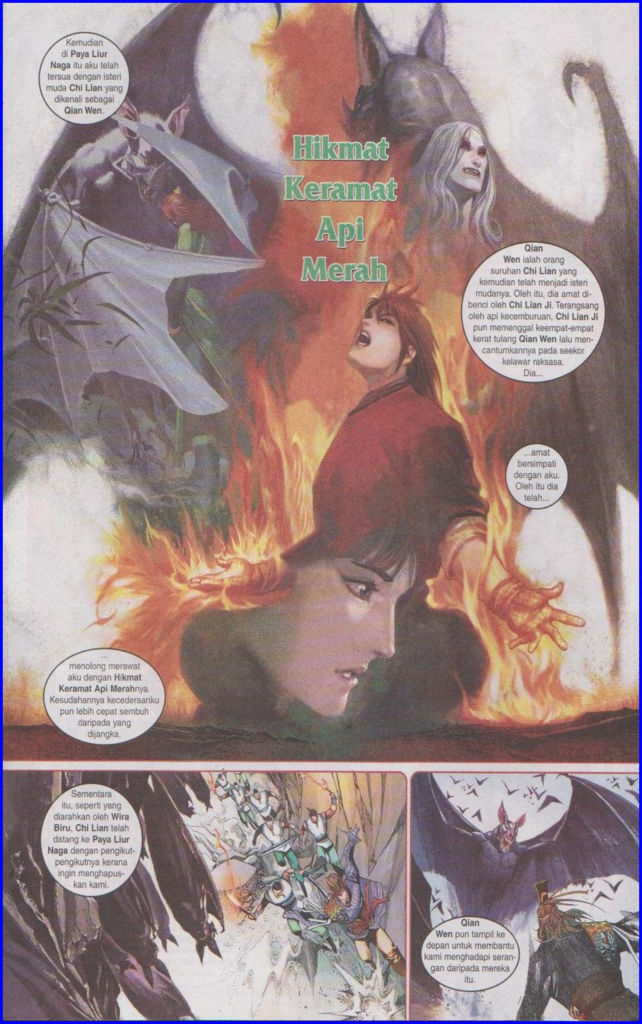 Kemudian
di Paya Liur
Naga itu aku telah
tersua dengan isteri
muda Chi Lian yang
dikenali sebagai
Qian Wen.
Hikmat
Keramat
Api
Merah
Qian
Wen ialah orang
suruhan Chi Lian yang
kemudian telah menjadi isteri
mudanya. Oleh itu, dia amat di-
benci oleh Chi Lian Ji. Terangsang
oleh api kecemburuan, Chi Lian Ji
pun memenggal keempat-empat
kerat tulang Qian Wen lalu men-
cantumkannya pada seekor
kelawar raksasa.
Dia...
...amat
bersimpati
dengan aku.
Oleh itu dia
telah...
...
menolong merawat
aku dengan Hikmat
Keramat Api Merahnya.
Kesudahannya kecederaanku
pun lebih cepat sembuh
daripada yang
dijangka.
Sementara
itu, seperti yang
diarahkan oleh Wira
Biru, Chi Lian telah
datang ke Paya Liur
Naga dengan pengikut-
pengikutnya kerana
ingin menghapus-
kan kami.
Qian
Wen pun tampil ke
depan untuk membantu
kami menghadapi seran-
gan daripada mereka
itu.